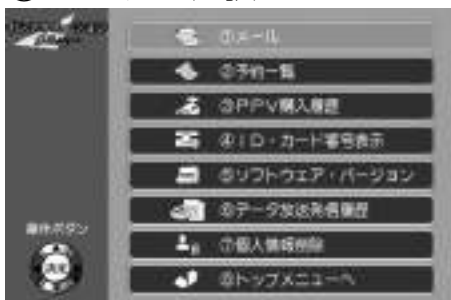 ①メール
②予約一覧
③PPV購入履歴
④ID・カード番号表示
⑤ソフトウェア・バージョン
⑥データ放送発信履歴
⑦個人情報削除
⑧トップメニューへ
操作ボタン
決定